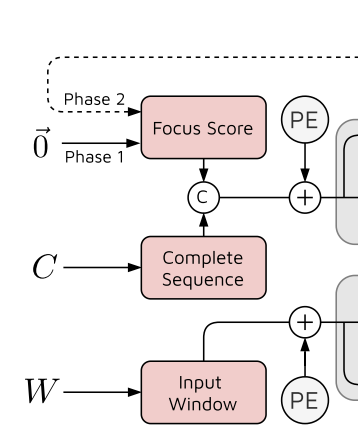 Phase 2
Focus Score
PE
0⃗
Phase 1
C
+
C
Complete
Sequence
+
W
Input
Window
PE